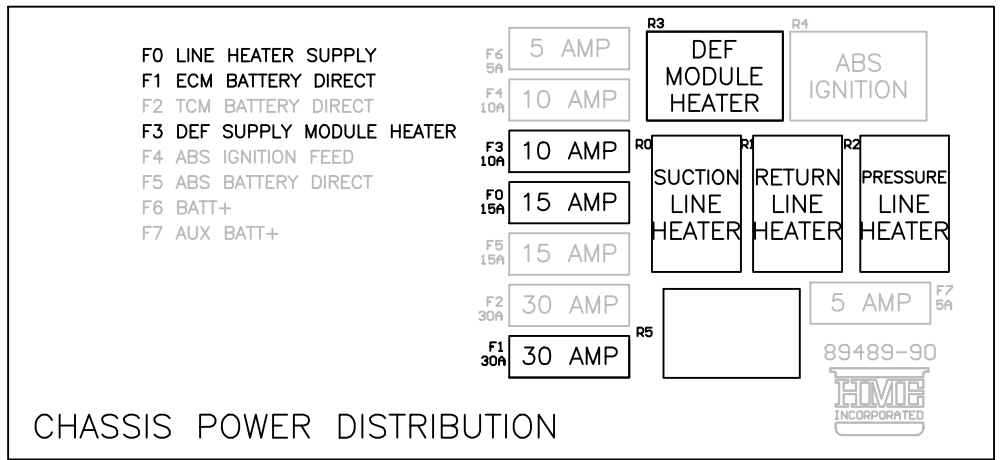 F0 LINE HEATER SUPPLY
F1 ECM BATTERY DIRECT
F2 TCM BATTERY DIRECT
F3 DEF SUPPLY MODULE HEATER
F4 ABS IGNITION FEED
F5 ABS BATTERY DIRECT
F6 BATT+
F7 AUX BATT+
F6
5A
5 AMP
F4
10A
10 AMP
F3
10A
10 AMP
F0
15A
15 AMP
F5
15A
15 AMP
F2
30A
30 AMP
F1
30A
30 AMP
R3
DEF
MODULE
HEATER
R4
ABS
IGNITION
R0
SUCTION
LINE
HEATER
R1
RETURN
LINE
HEATER
R2
PRESSURE
LINE
HEATER
R5
5 AMP
F7
5A
89489-90
HME
INCORPORATED
CHASSIS POWER DISTRIBUTION